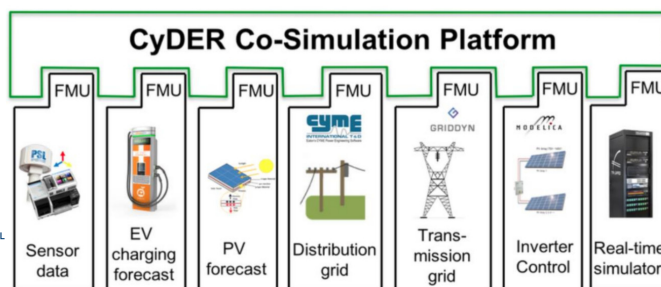 CyDER Co-Simulation Platform
FMU
FMU
FMU
FMU
FMU
FMU
FMU
CYME
INTERNATIONAL T&D
GRIDDYN
MODELICA
Sensor
data
EV
charging
forecast
PV
forecast
Distribution
grid
Trans-
mission
grid
Inverter
Control
Real-time
simulator